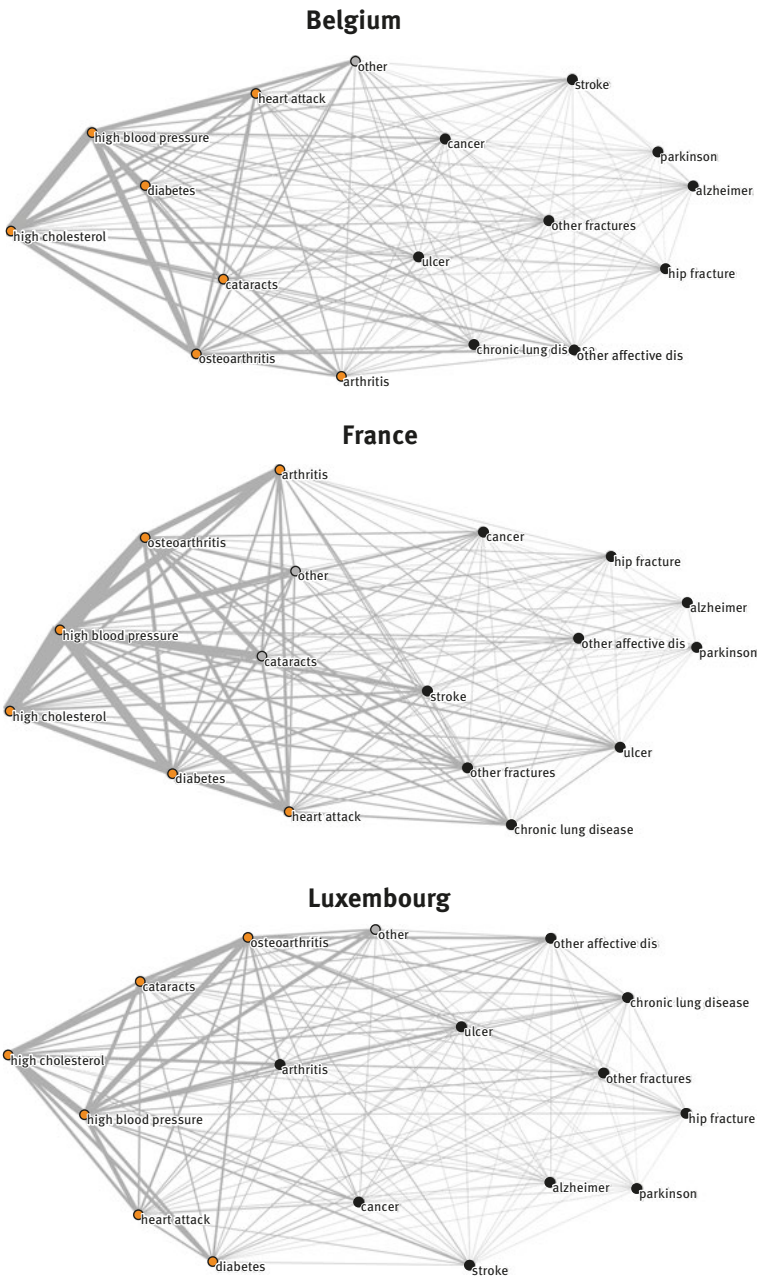 Belgium
other
stroke
heart attack
high blood pressure
cancer
parkinson
diabetes
alzheimer
other fractures
high cholesterol
ulcer
hip fracture
cataracts
chronic lung disease
other affective dis
osteoarthritis
arthritis
France
arthritis
cancer
osteoarthritis
hip fracture
other
alzheimer
high blood pressure
other affective dis
parkinson
cataracts
stroke
high cholesterol
ulcer
other fractures
diabetes
heart attack
chronic lung disease
Luxembourg
other
osteoarthritis
other affective dis
cataracts
chronic lung disease
ulcer
high cholesterol
arthritis
other fractures
high blood pressure
hip fracture
alzheimer
parkinson
cancer
heart attack
diabetes
stroke